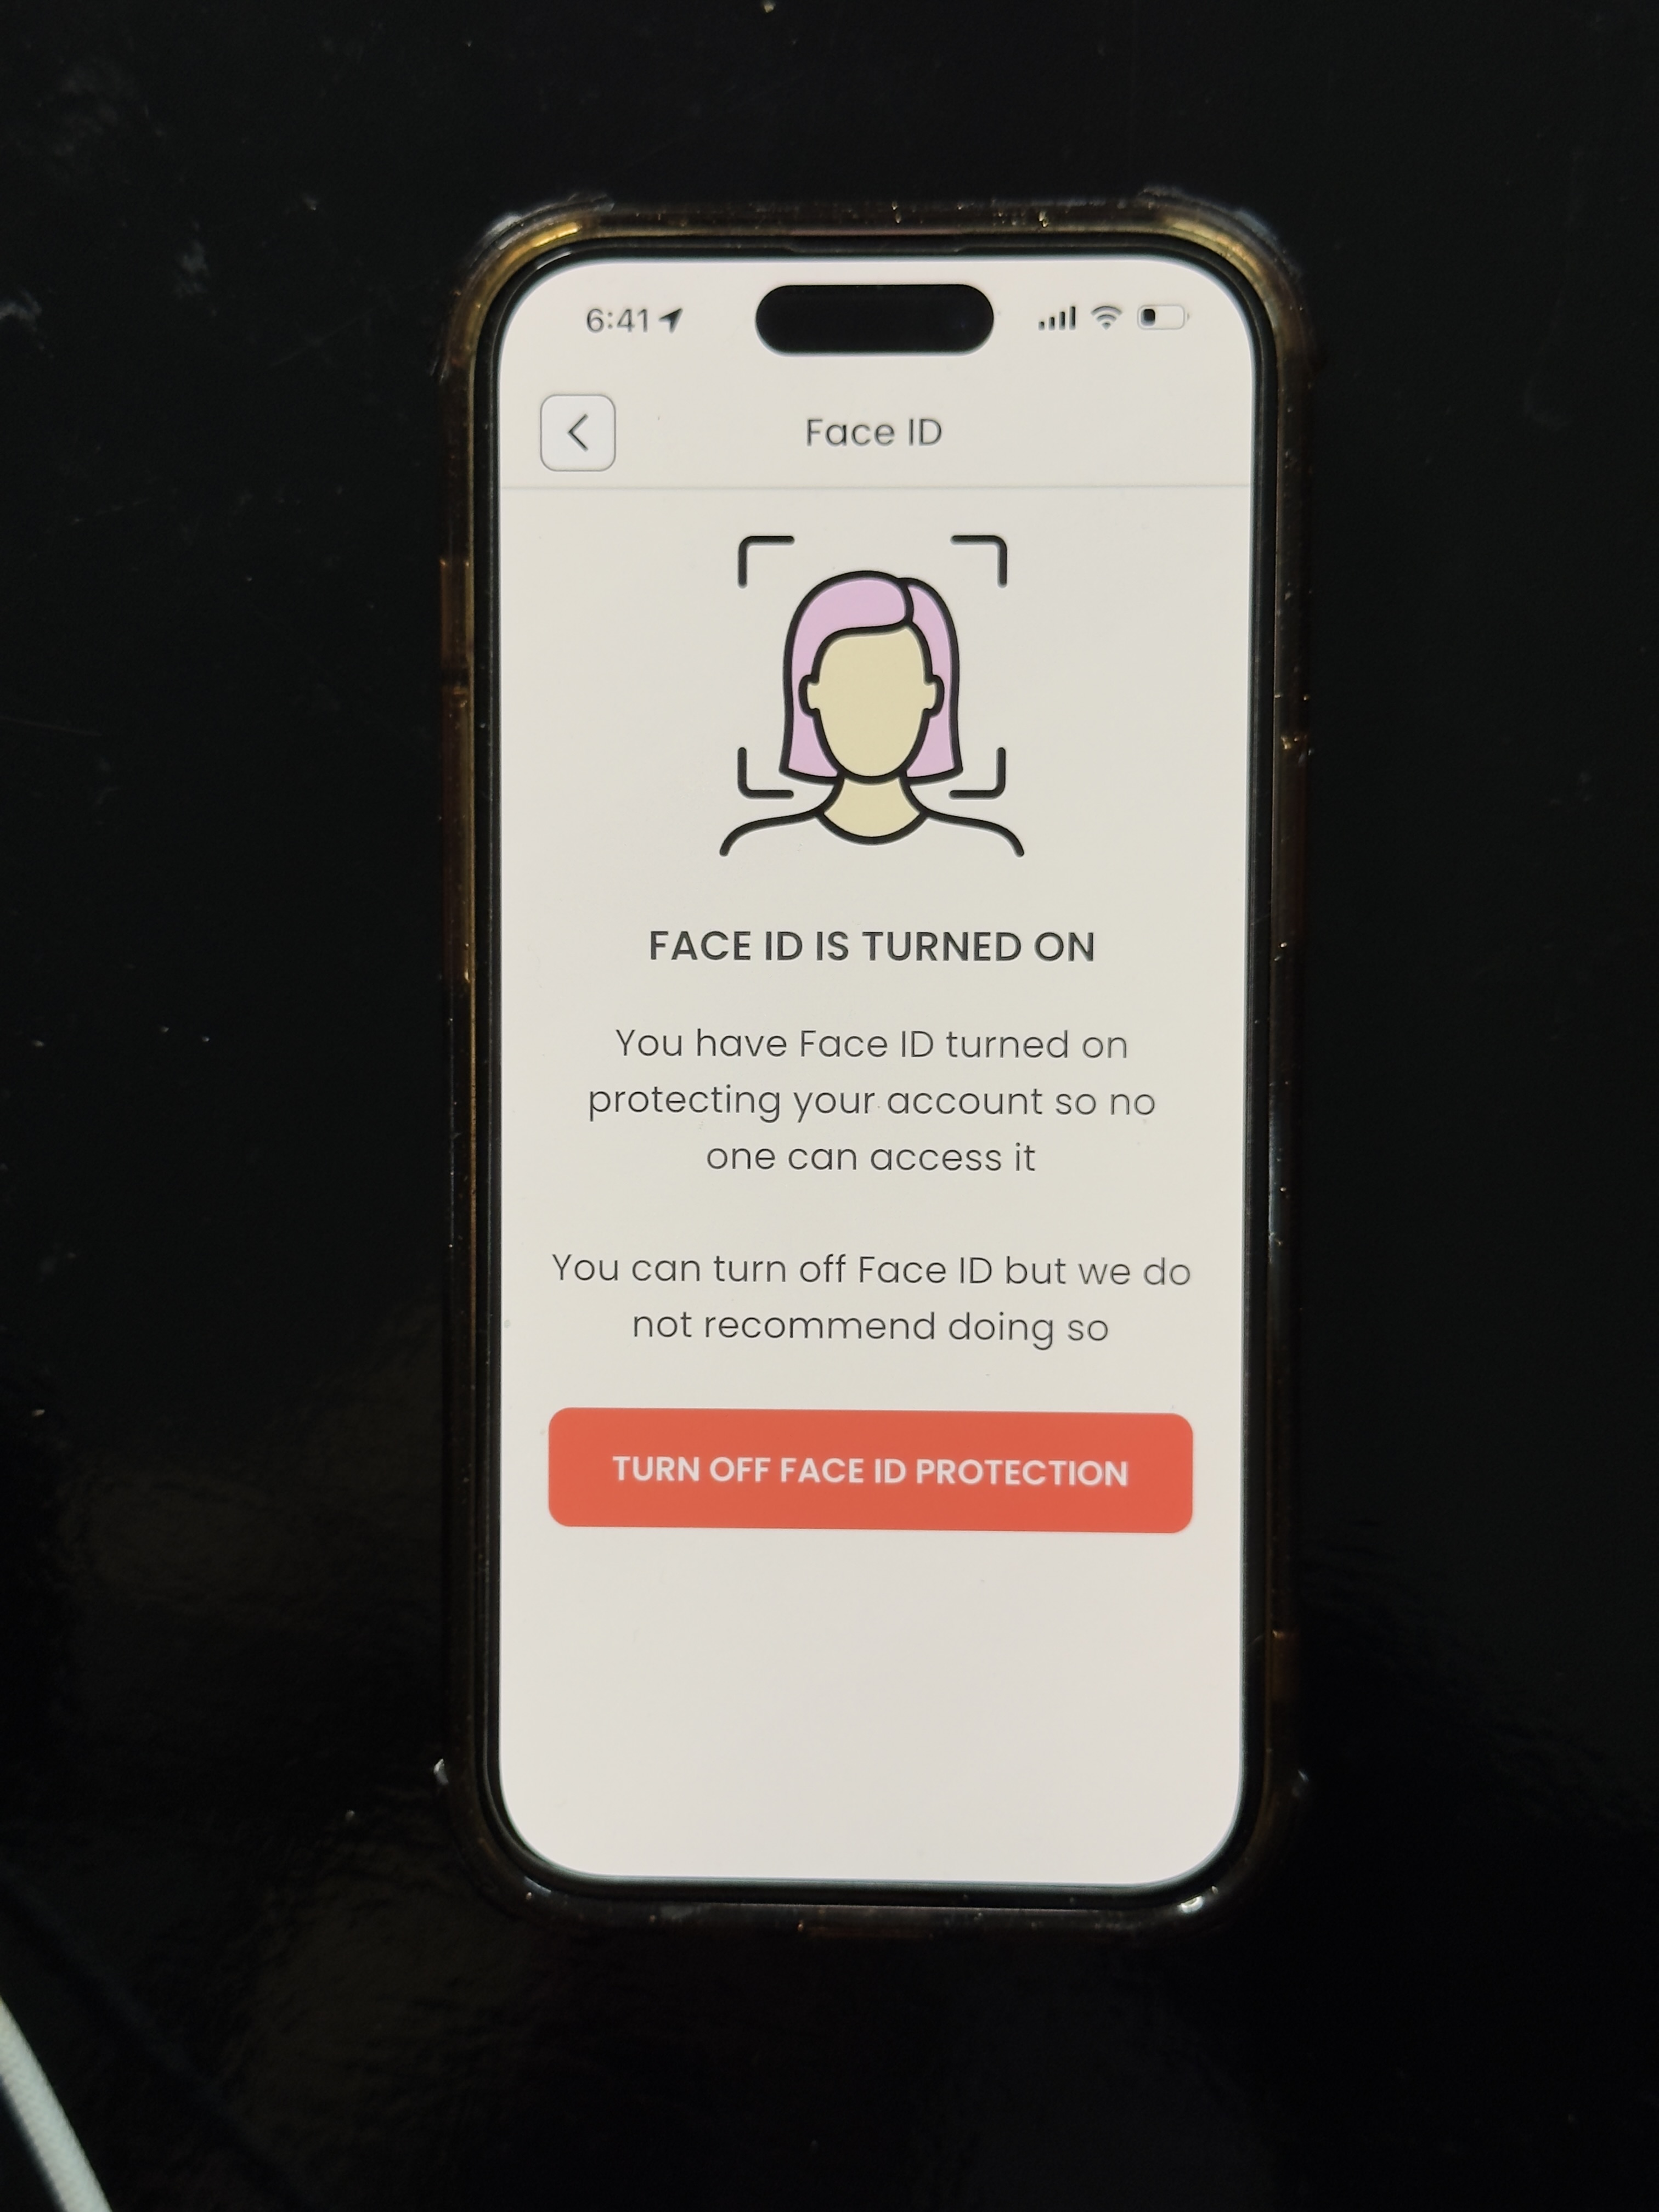 6:41
Face ID
FACE ID IS TURNED ON
You have Face ID turned on
protecting your account so no
one can access it
You can turn off Face ID but we do
not recommend doing so
TURN OFF FACE ID PROTECTION